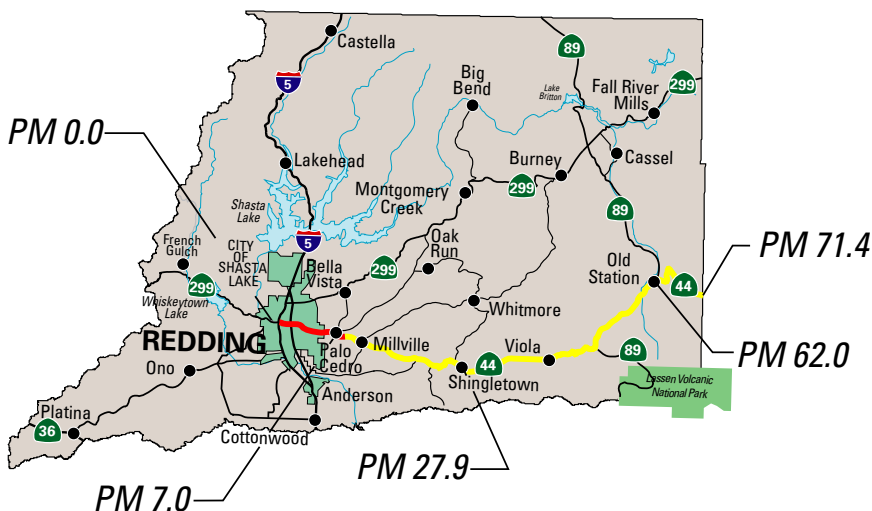 Castella
89
Big
Bend
5
Fall River
Mills
299
Lake
Britton
PM 0.0
Lakehead
Burney
Cassel
Montgomery
Creek
299
Shasta
Lake
89
French
Gulch
CITY
OF
SHASTA
LAKE
5
Oak
Run
Old
Station
PM 71.4
Bella
Vista
299
299
44
Whiskeytown
Lake
Whitmore
REDDING
Palo
Cedro
Millville
Viola
44
89
PM 62.0
Ono
Shingletown
Lassen Volcanic
National Park
Anderson
Platina
36
Cottonwood
PM 27.9
PM 7.0